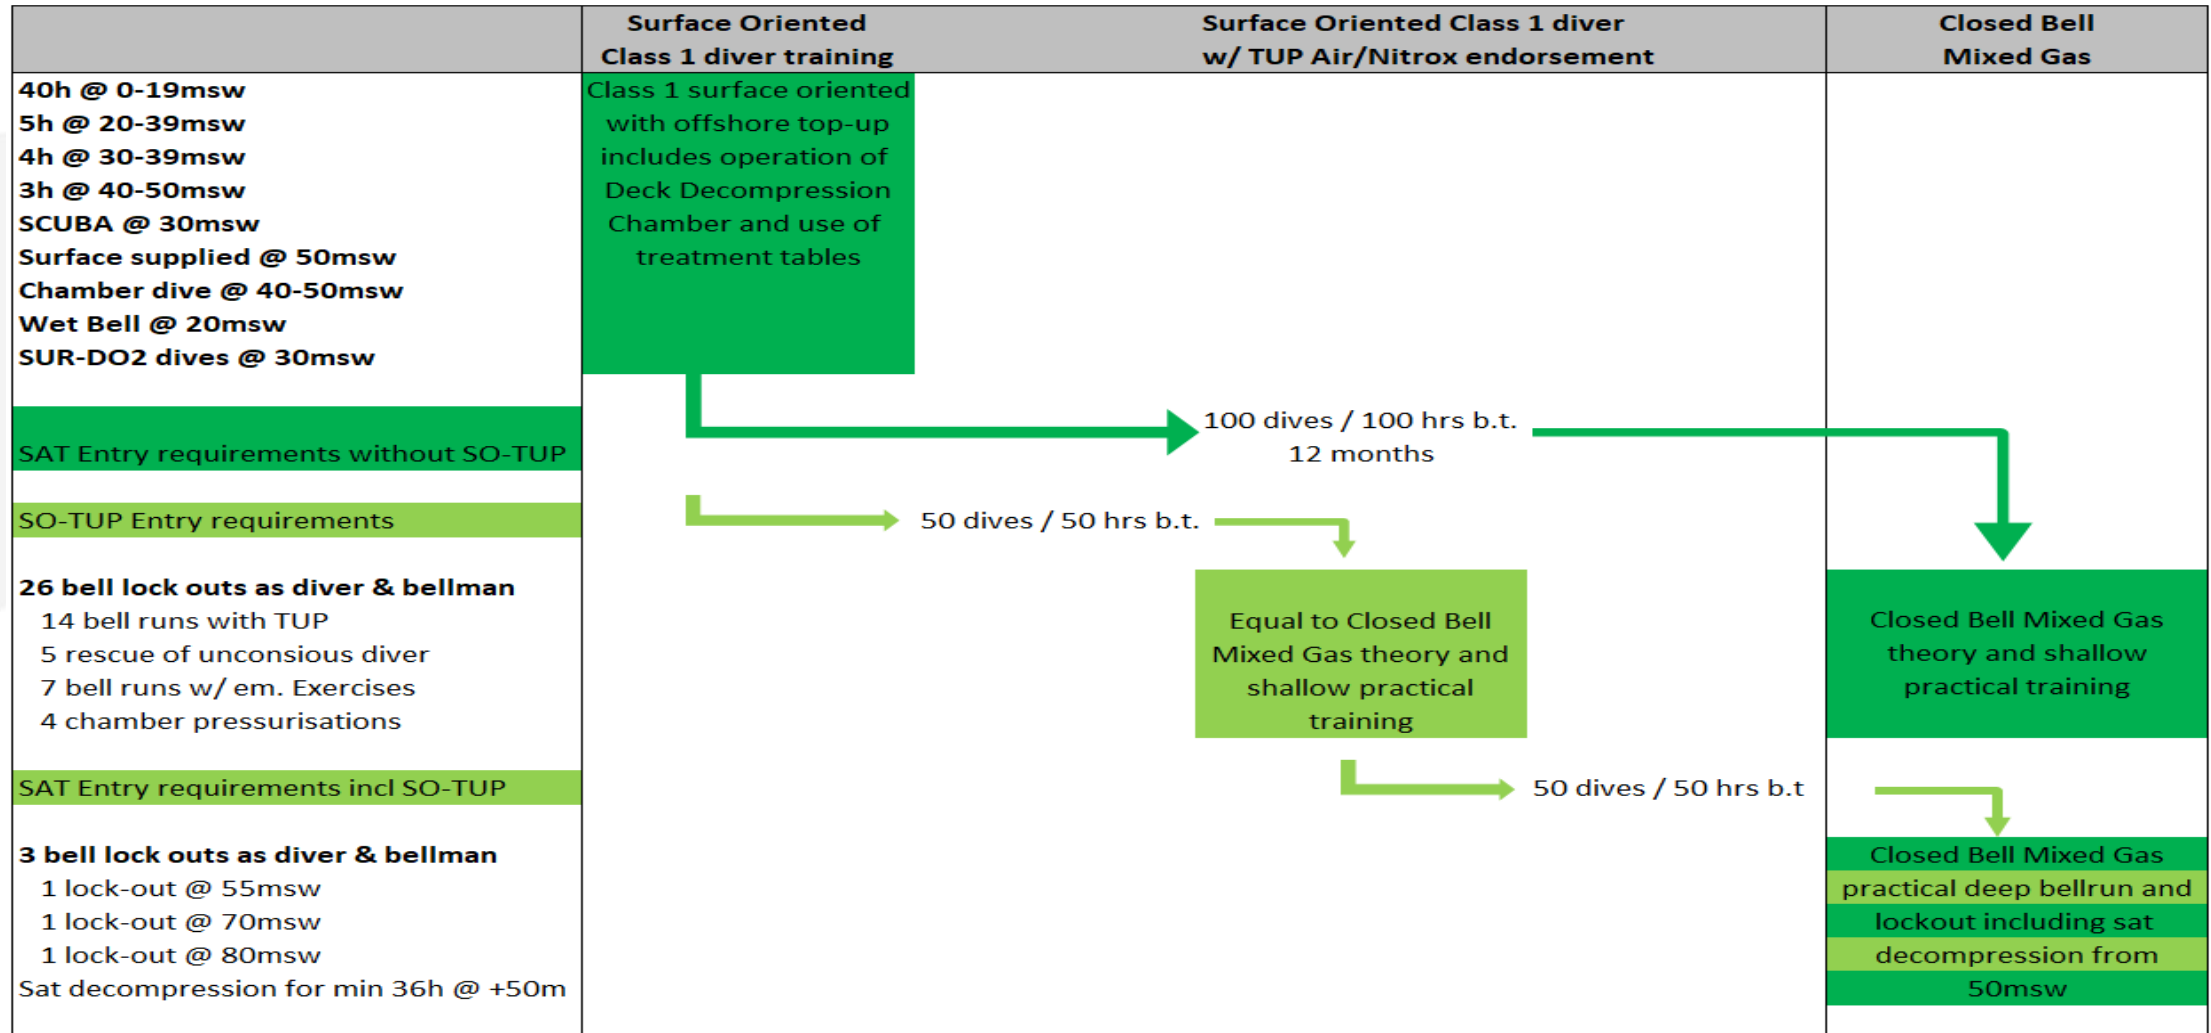 Surface Oriented
Class 1 diver training
Surface Oriented Class 1 diver
w/ TUP Air/Nitrox endorsement
Closed Bell
Mixed Gas
40h @ 0-19msw
5h @ 20-39msw
4h @ 30-39msw
3h @ 40-50msw
SCUBA @ 30msw
Surface supplied @ 50msw
Chamber dive @ 40-50msw
Wet Bell @ 20msw
SUR-DO2 dives @ 30msw
Class 1 surface oriented
with offshore top-up
includes operation of
Deck Decompression
Chamber and use of
treatment tables
SAT Entry requirements without SO-TUP
100 dives / 100 hrs b.t.
12 months
SO-TUP Entry requirements
50 dives / 50 hrs b.t.
26 bell lock outs as diver & bellman
14 bell runs with TUP
5 rescue of unconsious diver
7 bell runs w/ em. Exercises
4 chamber pressurisations
Equal to Closed Bell
Mixed Gas theory and
shallow practical
training
Closed Bell Mixed Gas
theory and shallow
practical training
SAT Entry requirements incl SO-TUP
50 dives / 50 hrs b.t
3 bell lock outs as diver & bellman
1 lock-out @ 55msw
1 lock-out @ 70msw
1 lock-out @ 80msw
Sat decompression for min 36h @ +50m
Closed Bell Mixed Gas
practical deep bellrun and
lockout including sat
decompression from
50msw